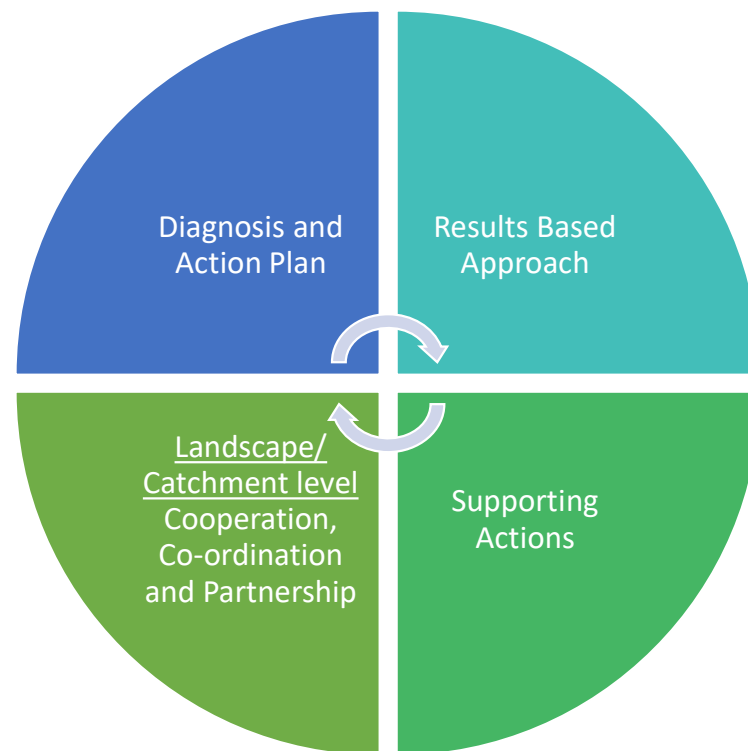 Diagnosis and
Action Plan
Results Based
Approach
Landscape/
Catchment level
Cooperation,
Co-ordination
and Partnership
Supporting
Actions